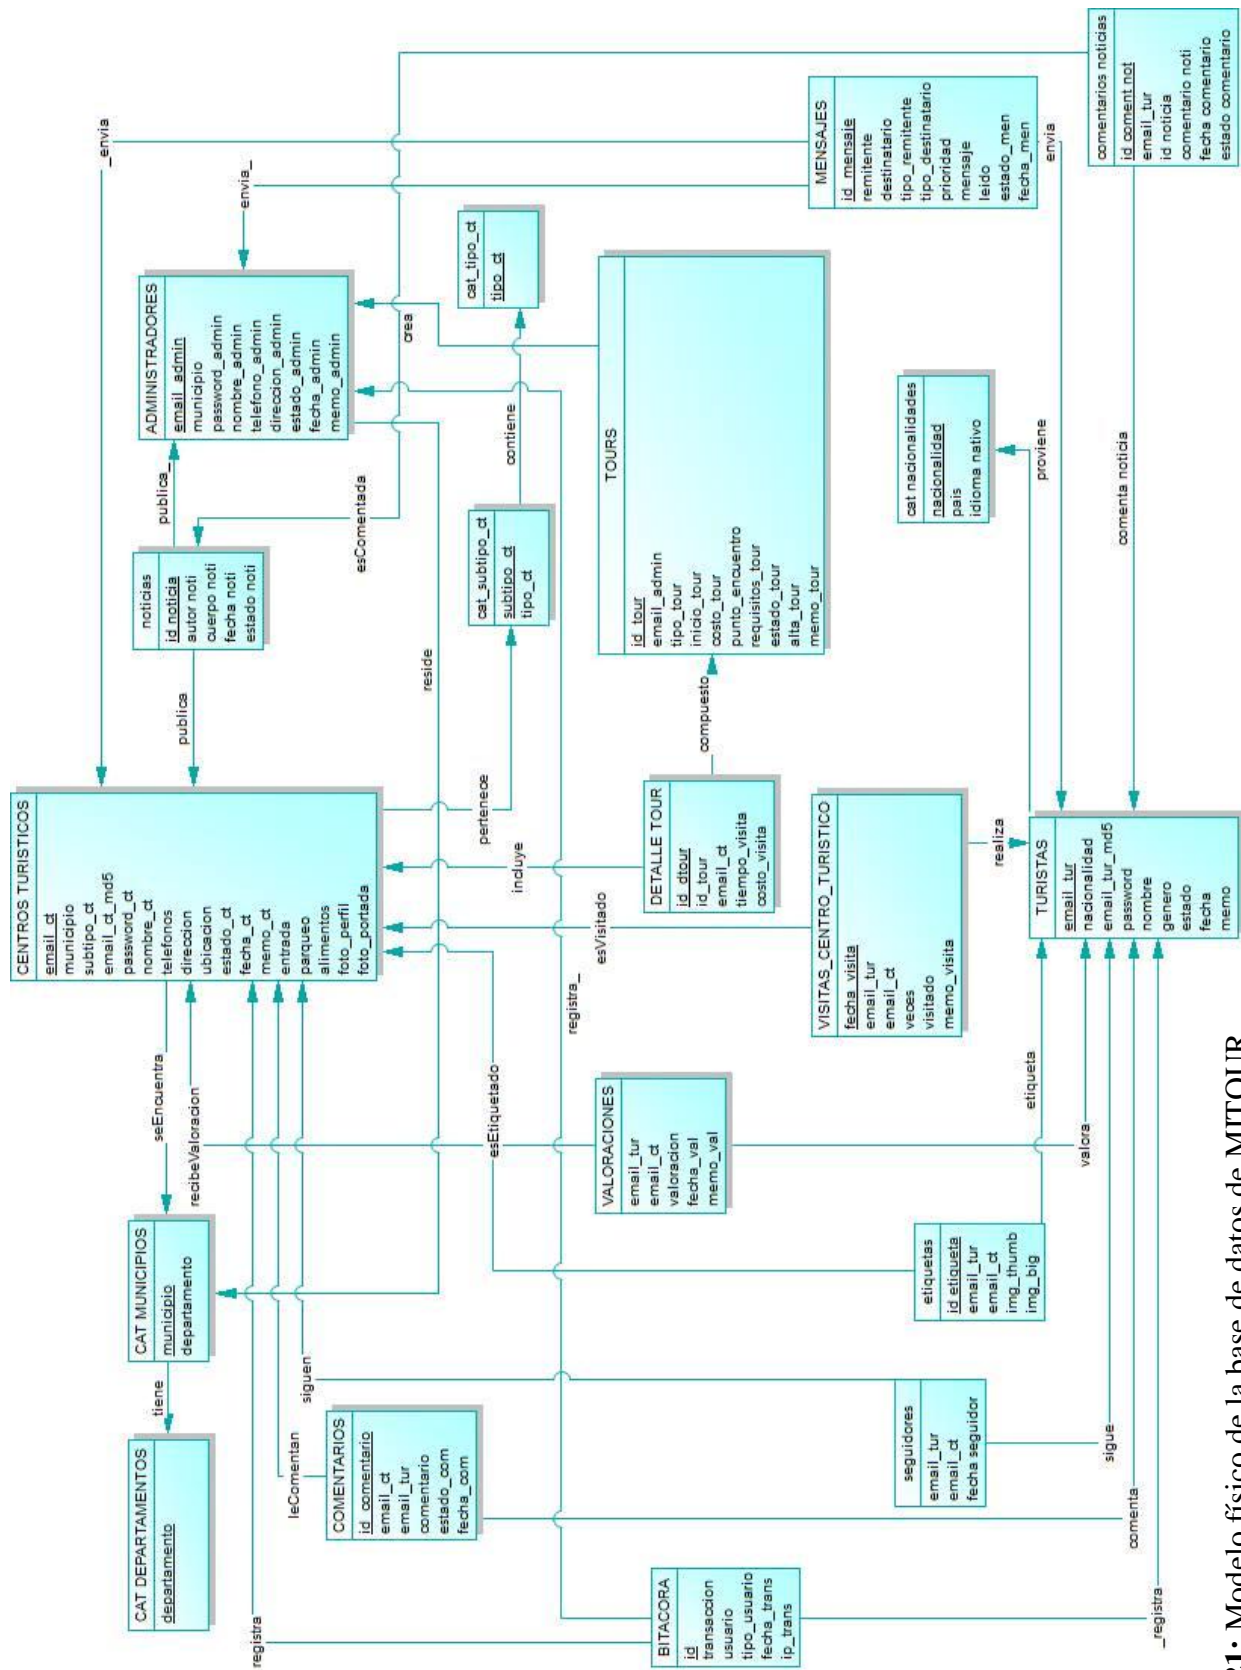 CAT DEPARTAMENTOS
departamento
tiene
CAT MUNICIPIOS
municipio
departamento
seEncuentra
recibeValoracion
CENTROS TURISTICOS
email_ct
municipio
subtipo_ct
email_ct_md5
password_ct
nombre_ct
telefonos
direccion
ubicacion
estado_ct
fecha_ct
memo_ct
entrada
parqueo
alimentos
foto_perfil
foto_portada
publica
noticias
id_noticia
autor noti
cuerpo noti
fecha noti
estado noti
publica_
ADMINISTRADORES
email_admin
municipio
password_admin
nombre_admin
telefono_admin
direccion_admin
estado_admin
fecha_admin
memo_admin
envia_
_envia
registra
leComentan
siguen
COMENTARIOS
id_comentario
email_ct
email_tur
comentario
estado_com
fecha_com
reside
esComentada
crea
pertenece
cat_subtipo_ct
subtipo_ct
tipo_ct
contiene
cat_tipo_ct
tipo_ct
esEtiquetado
registra_
incluye
esVisitado
BITACORA
id
transaccion
usuario
tipo_usuario
fecha_trans
ip_trans
VALORACIONES
email_tur
email_ct
valoracion
fecha_val
memo_val
DETALLE TOUR
id_dtour
id_tour
email_ct
tiempo_visita
costo_visita
compuesto
TOURS
id_tour
email_admin
tipo_tour
inicio_tour
costo_tour
punto_encuentro
requisitos_tour
estado_tour
alta_tour
memo_tour
MENSAJES
id_mensaje
remitente
destinatario
tipo_remitente
tipo_destinatario
prioridad
mensaje
leido
estado_men
fecha_men
seguidores
email_tur
email_ct
fecha seguidor
etiquetas
id etiqueta
email_tur
email_ct
img_thumb
img_big
VISITAS_CENTRO_TURISTICO
fecha_visita
email_tur
email_ct
veces
visitado
memo_visita
realiza
cat nacionalidades
nacionalidad
pais
idioma nativo
proviene
envia
_registra
comenta
sigue
valora
etiqueta
TURISTAS
email_tur
nacionalidad
email_tur_md5
password
nombre
genero
estado
fecha
memo
comenta noticia
comentarios noticias
id coment not
email_tur
id noticia
comentario noti
fecha comentario
estado comentario
21: Modelo físico de la base de datos de MITOUR